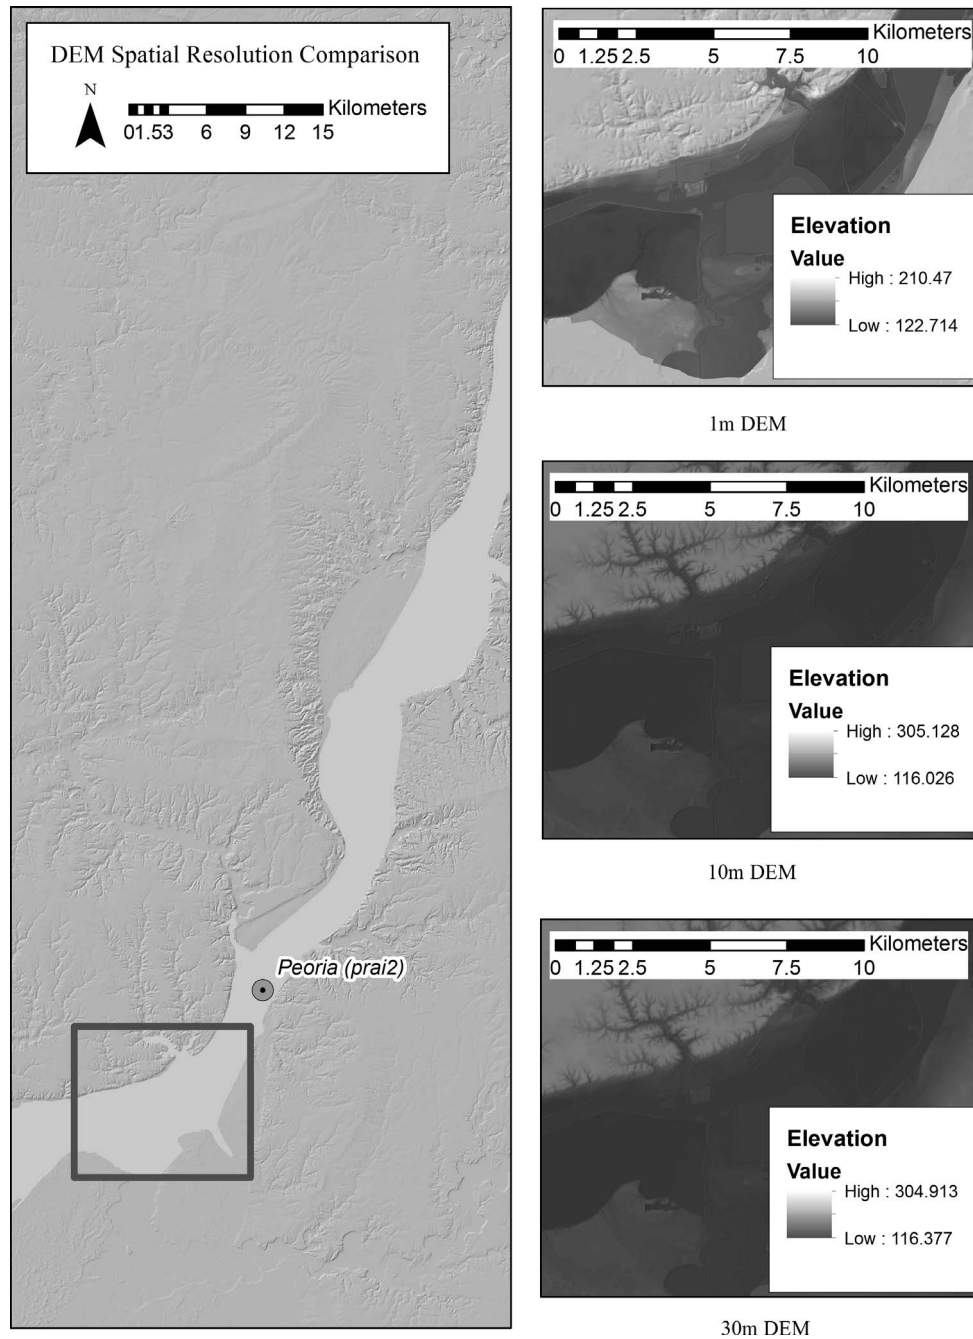 DEM Spatial Resolution Comparison
N
Kilometers
01.53 6 9 12 15
Peoria (prai2)
Kilometers
0 1.25 2.5 5 7.5 10
Elevation
Value
High : 210.47
Low : 122.714
1m DEM
Kilometers
0 1.25 2.5 5 7.5 10
Elevation
Value
High : 305.128
Low : 116.026
10m DEM
Kilometers
0 1.25 2.5 5 7.5 10
Elevation
Value
High : 304.913
Low : 116.377
30m DEM